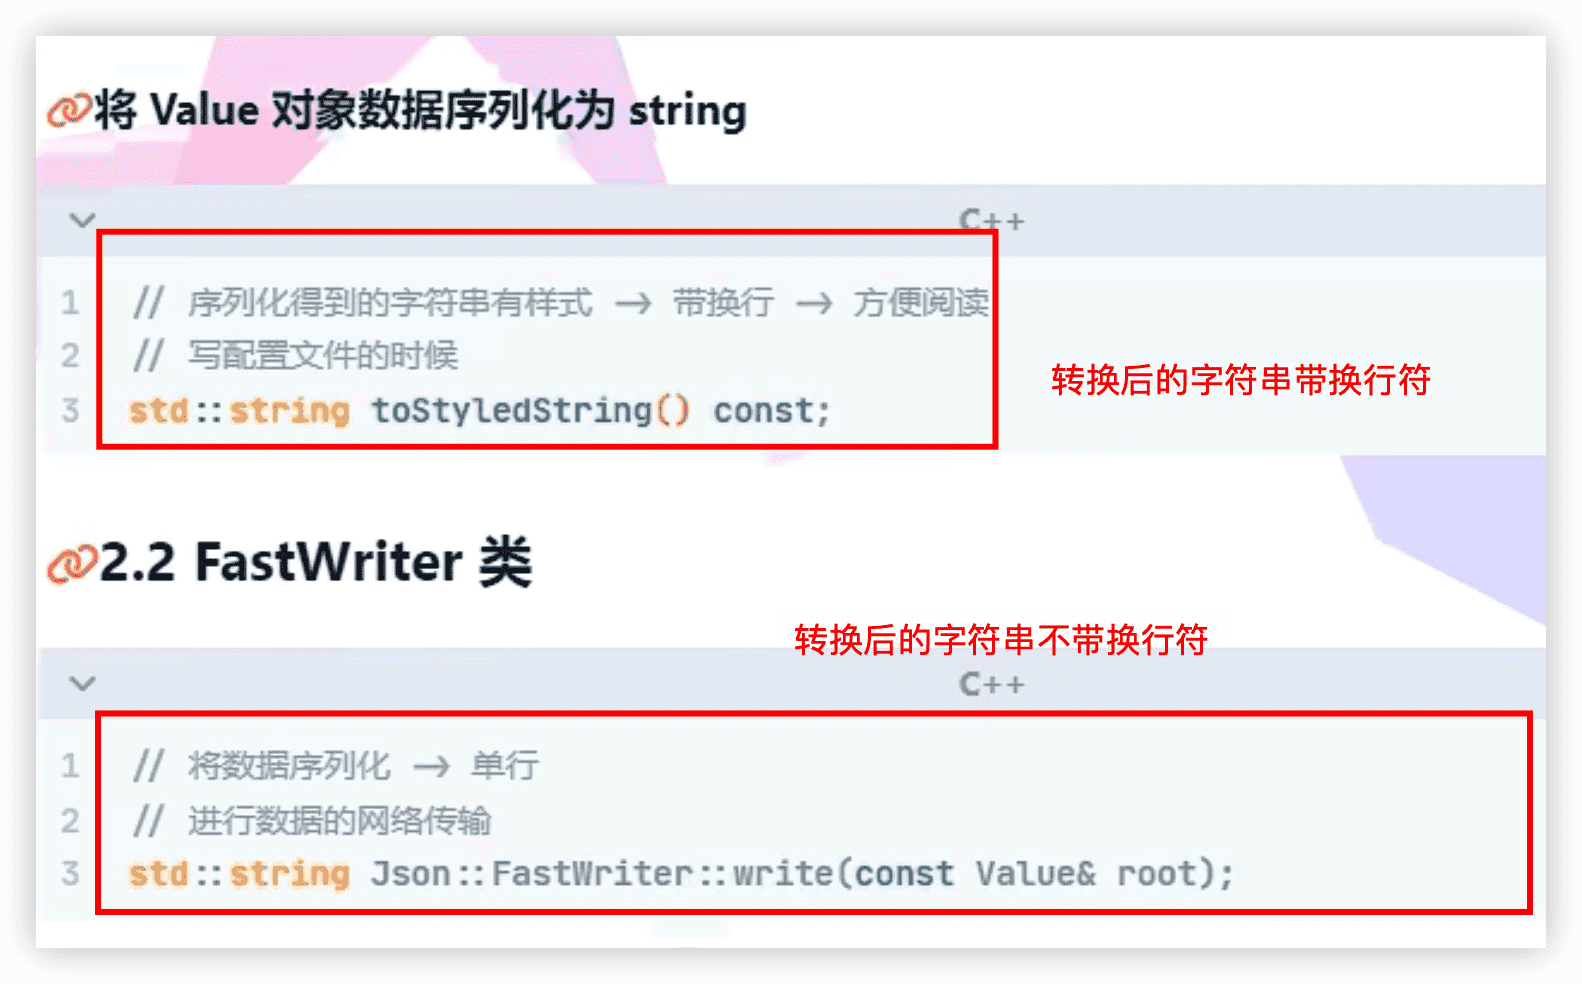 将 Value 对象数据序列化为 string
C++
1 // 序列化得到的字符串有样式 -> 带换行 -> 方便阅读
2 // 写配置文件的时候
3 std::string toStyledString() const;
转换后的字符串带换行符
2.2 FastWriter 类
转换后的字符串不带换行符
C++
1 // 将数据序列化 -> 单行
2 // 进行数据的网络传输
3 std::string Json::FastWriter::write(const Value& root);